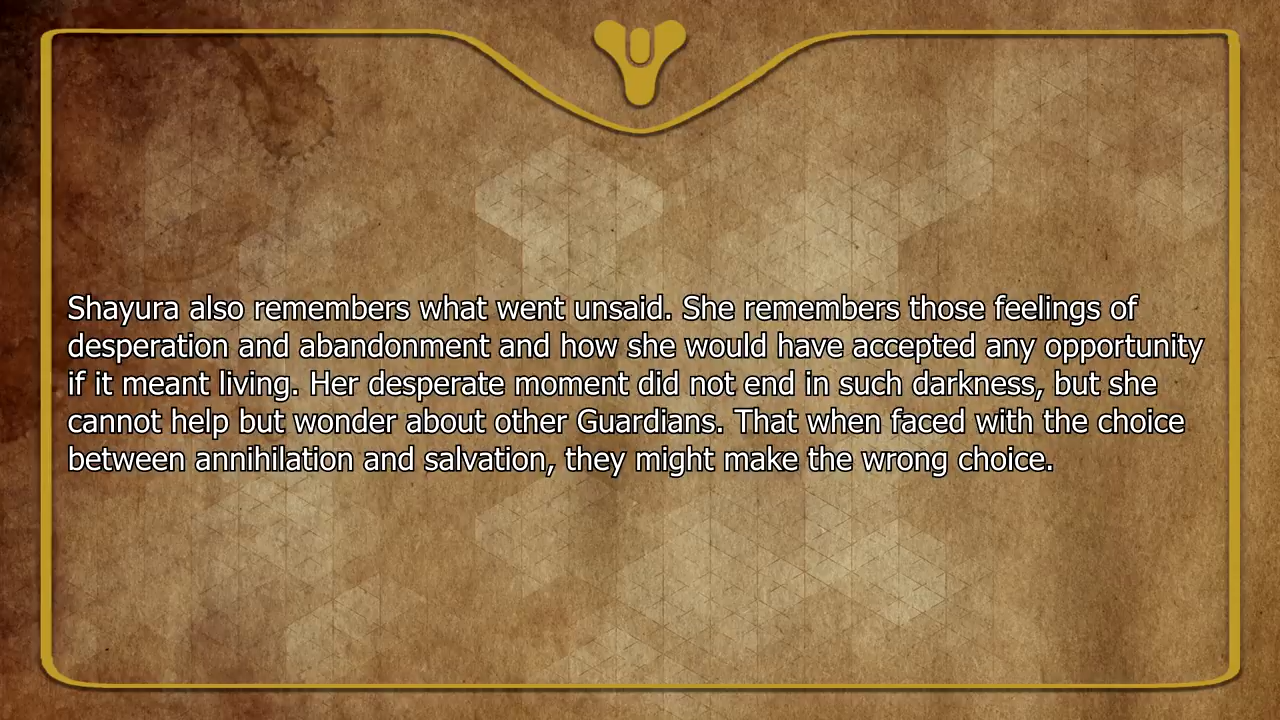 Shayura also remembers what went unsaid. She remembers those feelings of
desperation and abandonment and how she would have accepted any opportunity
if it meant living. Her desperate moment did not end in such darkness, but she
cannot help but wonder about other Guardians. That when faced with the choice
between annihilation and salvation, they might make the wrong choice.